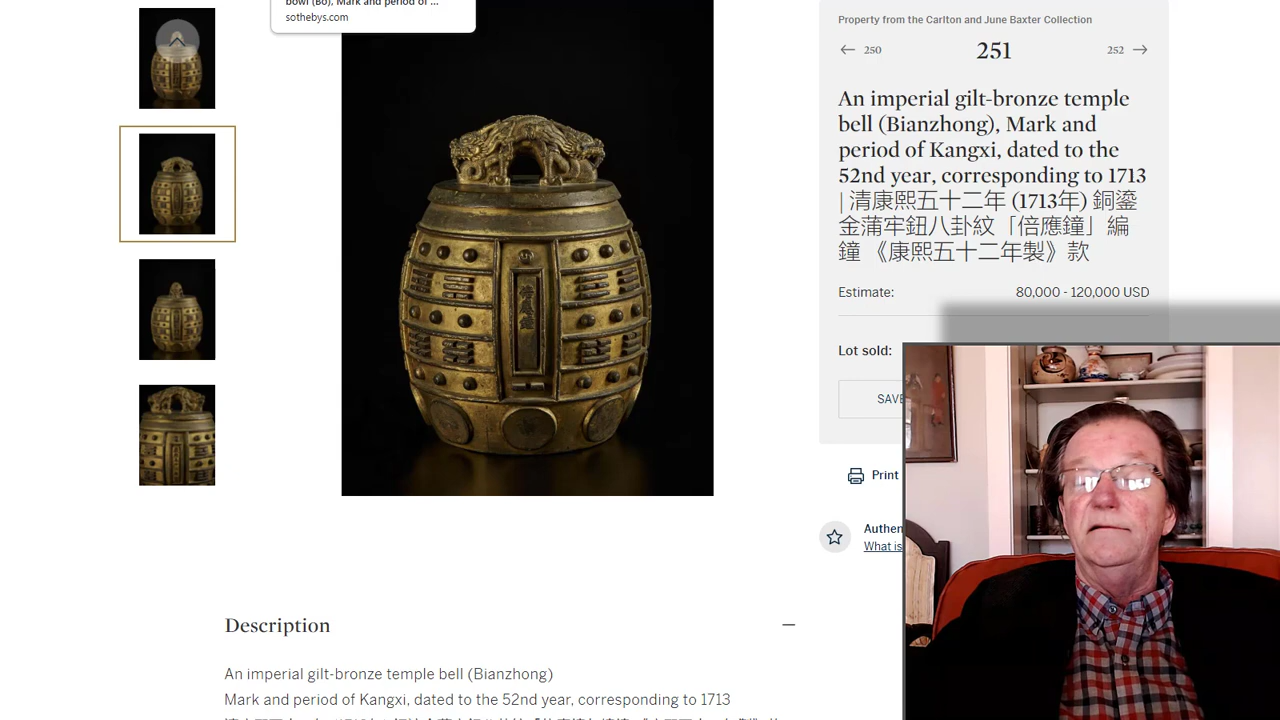 bowl (Bo), Mark and period of ...
sothebys.com
Property from the Carlton and June Baxter Collection
← 250
251
252 →
An imperial gilt-bronze temple
bell (Bianzhong), Mark and
period of Kangxi, dated to the
52nd year, corresponding to 1713
| 清康熙五十二年 (1713年) 銅鎏
金蒲牢鈕八卦紋「倍應鐘」編
鐘 《康熙五十二年製》款
Estimate:
80,000 - 120,000 USD
Lot sold:
SAVE
Print
Authen
What is
倍應鐘
Description
An imperial gilt-bronze temple bell (Bianzhong)
Mark and period of Kangxi, dated to the 52nd year, corresponding to 1713